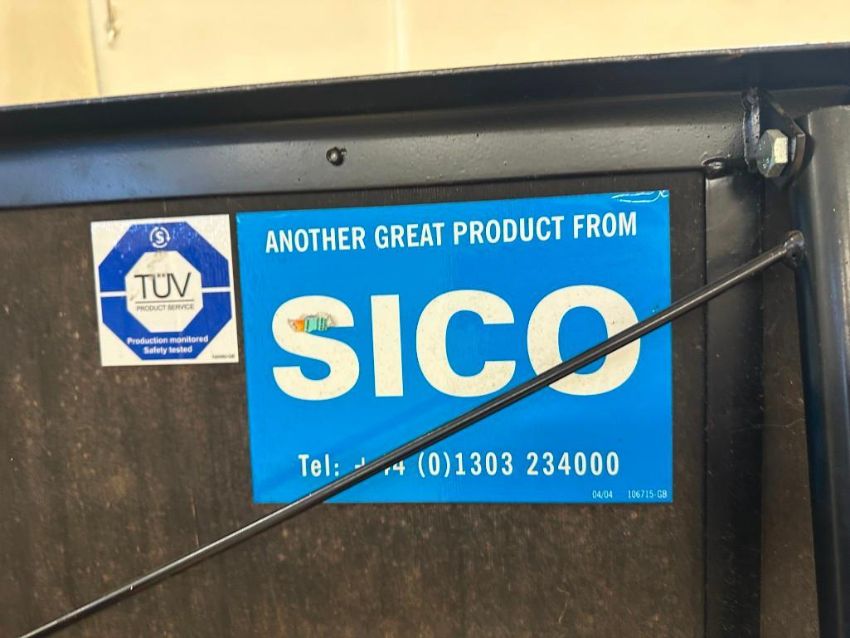 ANOTHER GREAT PRODUCT FROM
SICO
Tel: +44 (0)1303 234000
04/04 106715-GB
S
TÜV
PRODUCT SERVICE
Production monitored
Safety tested